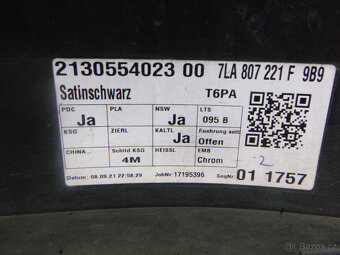 2130554023 00 7LA 807 221 F 9B9
Satinschwarz T6PA
PDC PLA NSW LTS
Ja Ja 095 B
KSG ZIERL KALTL Fuehrung seit
Ja Offen
CHINA Schild KSG HEISSL EMB
4M Chrom 2
Datum: 08.09.21 22:58:29 JobNr: 17195396 SeqNr: 01 1757
Bazoš.cz